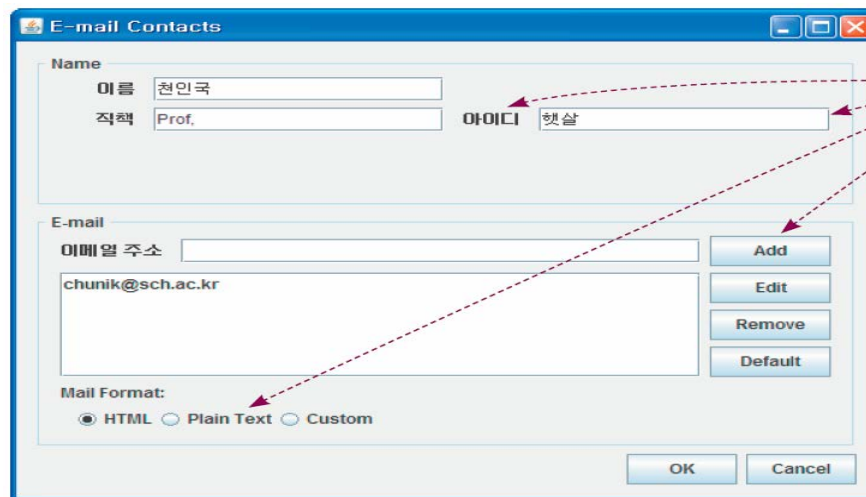 E-mail Contacts
Name
이름 천인국
직책 Prof. 아이디 햇살
E-mail
이메일 주소 Add
chunik@sch.ac.kr Edit
Remove
Default
Mail Format:
HTML Plain Text Custom
OK Cancel